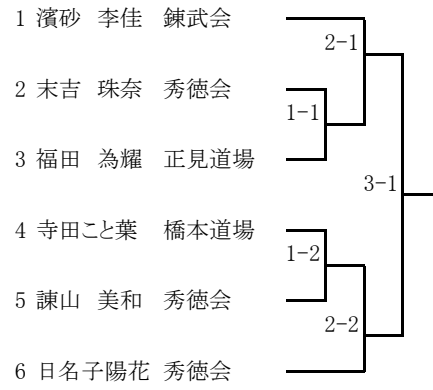 1 濱砂 李佳 錬武会
2-1
2 末吉 珠奈 秀徳会
1-1
3 福田 為耀 正見道場
3-1
4 寺田こと葉 橋本道場
1-2
5 諫山 美和 秀徳会
2-2
6 日名子陽花 秀徳会